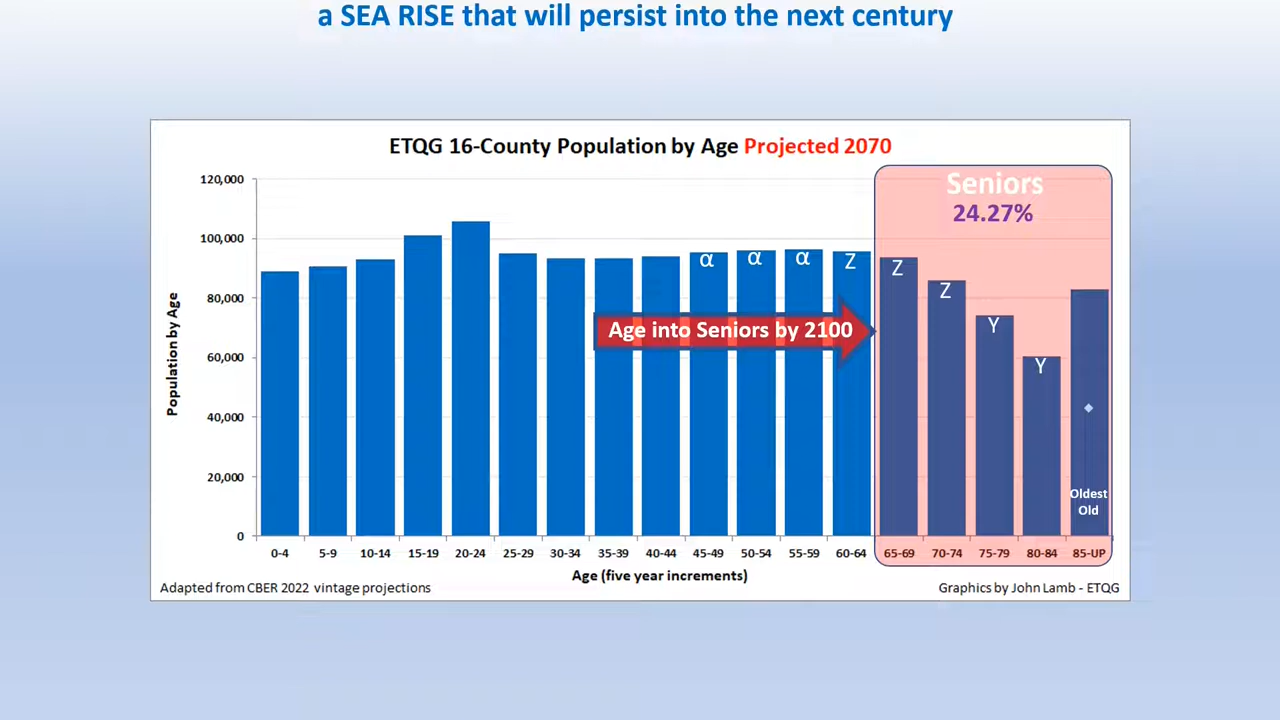 a SEA RISE that will persist into the next century
ETQG 16-County Population by Age Projected 2070
Seniors
24.27%
Population by Age
120,000
100,000
80,000
60,000
40,000
20,000
0
α α α Z Z Z Y Y
Age into Seniors by 2100
Oldest
Old
0-4 5-9 10-14 15-19 20-24 25-29 30-34 35-39 40-44 45-49 50-54 55-59 60-64 65-69 70-74 75-79 80-84 85-UP
Age (five year increments)
Adapted from CBER 2022 vintage projections
Graphics by John Lamb - ETQG